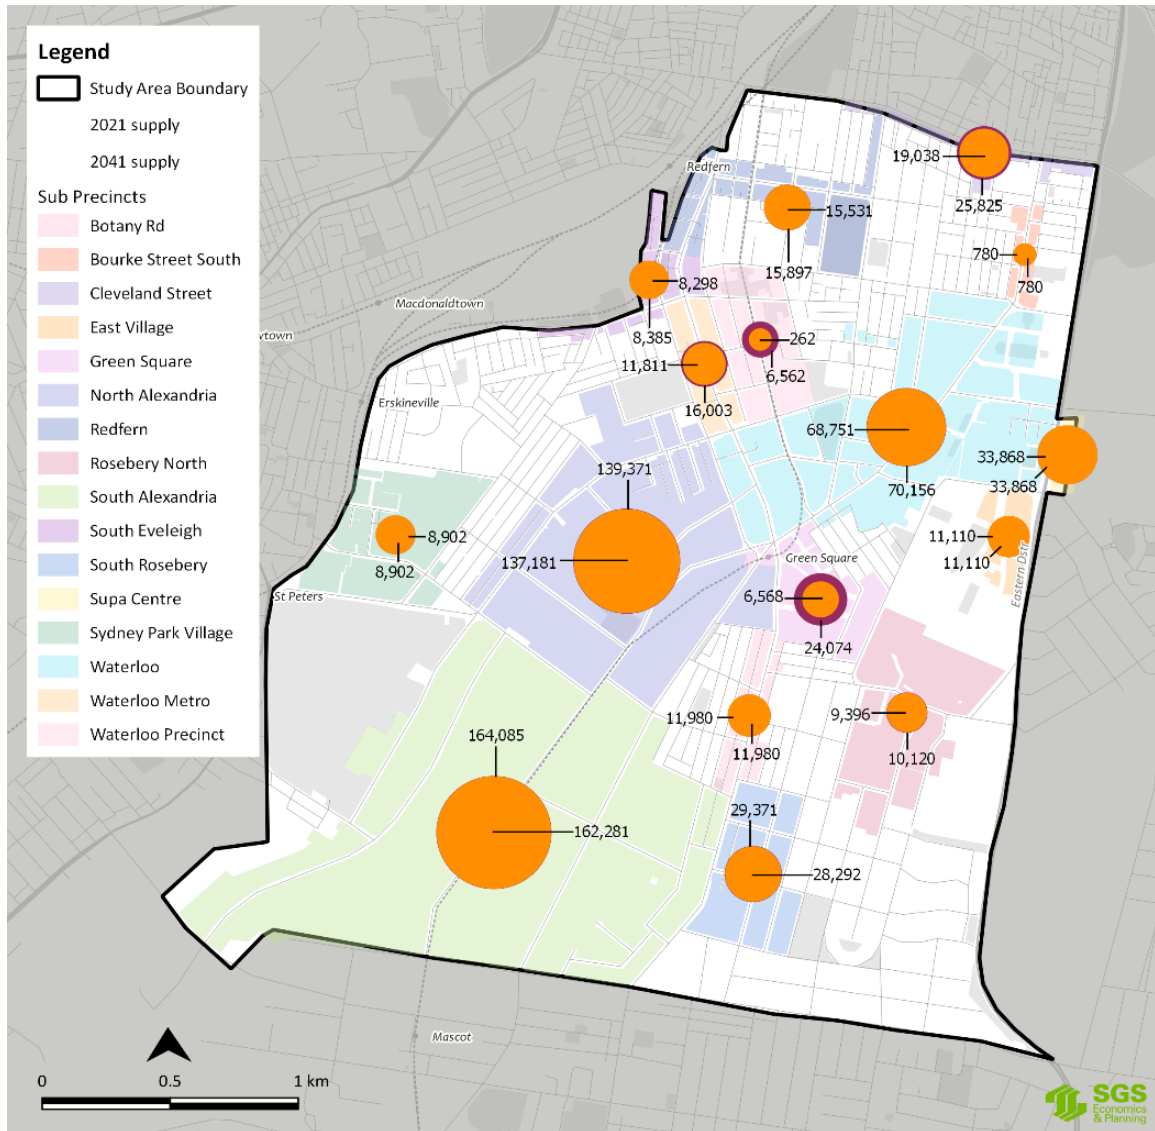 Legend
Study Area Boundary
2021 supply
2041 supply
Sub Precincts
Botany Rd
Bourke Street South
Cleveland Street
East Village
Green Square
North Alexandria
Redfern
Rosebery North
South Alexandria
South Eveleigh
South Rosebery
Supa Centre
Sydney Park Village
Waterloo
Waterloo Metro
Waterloo Precinct
19,038
25,825
Redfern
15,531
15,897
780
780
8,298
8,385
Macdonaldtown
wtown
262
6,562
11,811
16,003
Erskineville
68,751
70,156
33,868
33,868
139,371
137,181
11,110
11,110
Eastern Dstr
8,902
8,902
Green Square
St Peters
6,568
24,074
11,980
11,980
9,396
10,120
164,085
162,281
29,371
28,292
Mascot
0 0.5 1 km
SGS
Economics
& Planning